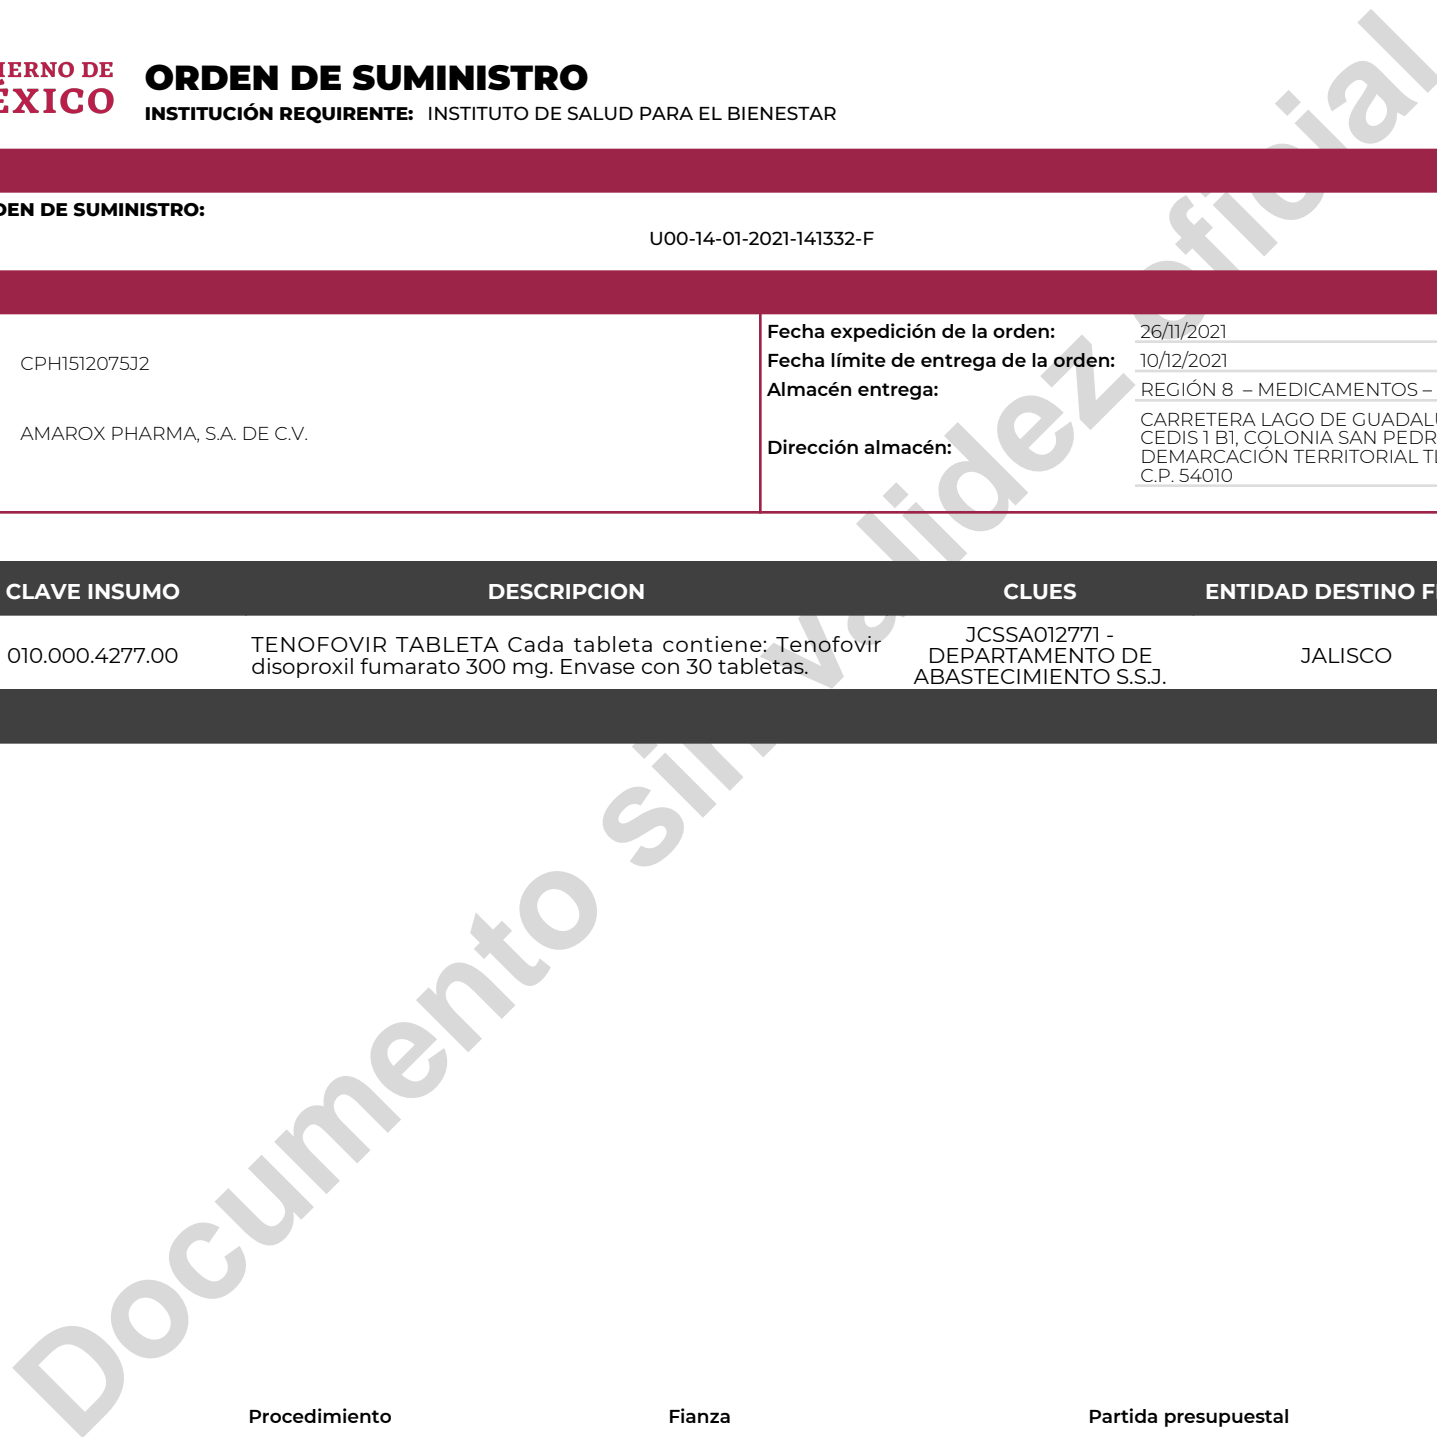 IERNO DE
ÉXICO
ORDEN DE SUMINISTRO
INSTITUCIÓN REQUIRENTE: INSTITUTO DE SALUD PARA EL BIENESTAR
DEN DE SUMINISTRO:
U00-14-01-2021-141332-F
CPH1512075J2
AMAROX PHARMA, S.A. DE C.V.
Fecha expedición de la orden: 26/11/2021
Fecha límite de entrega de la orden: 10/12/2021
Almacén entrega: REGIÓN 8 – MEDICAMENTOS –
Dirección almacén:
CARRETERA LAGO DE GUADALU
CEDIS 1 B1, COLONIA SAN PEDR
DEMARCACIÓN TERRITORIAL TL
C.P. 54010
CLAVE INSUMO DESCRIPCION CLUES ENTIDAD DESTINO FI
010.000.4277.00
TENOFOVIR TABLETA Cada tableta contiene: Tenofovir
disoproxil fumarato 300 mg. Envase con 30 tabletas.
JCSSA012771 -
DEPARTAMENTO DE
ABASTECIMIENTO S.S.J.
JALISCO
Documento sin validez oficial
Procedimiento Fianza Partida presupuestal